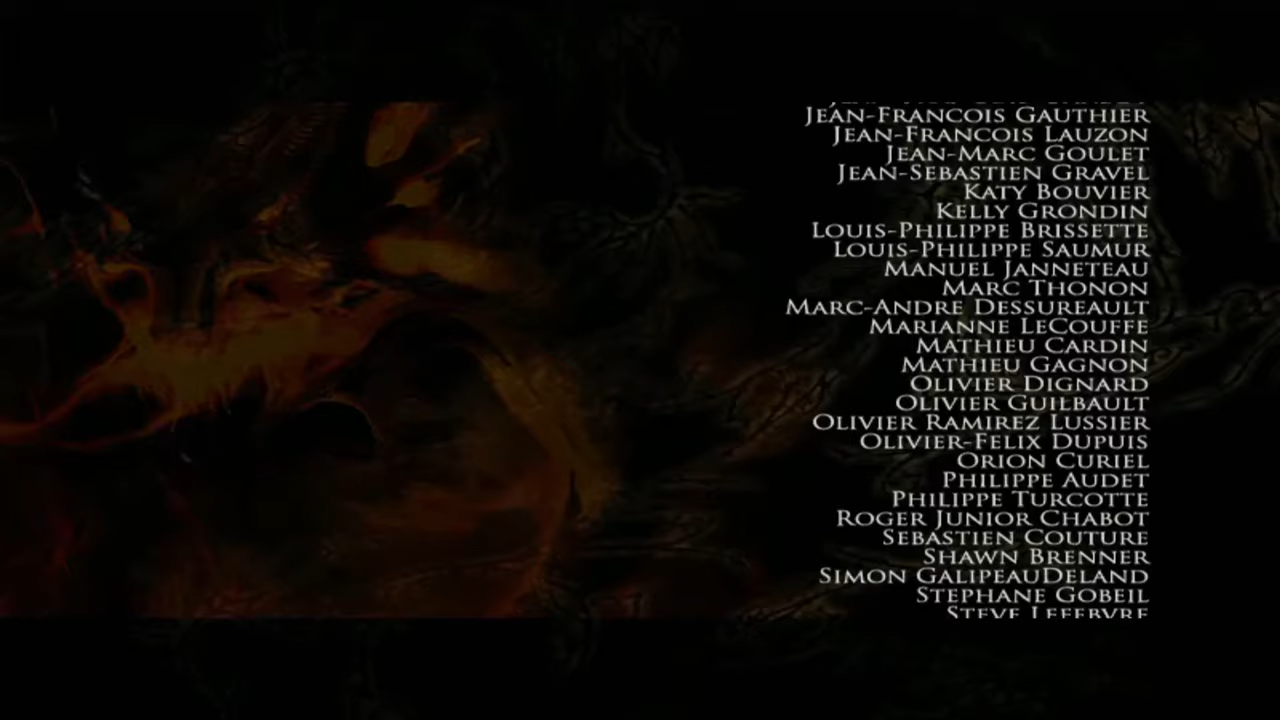 JEAN-FRANCOIS GAUTHIER
JEAN-FRANCOIS LAUZON
JEAN-MARC GOULET
JEAN-SEBASTIEN GRAVEL
KATY BOUVIER
KELLY GRONDIN
LOUIS-PHILIPPE BRISSETTE
LOUIS-PHILIPPE SAUMUR
MANUEL JANNETEAU
MARC THONON
MARC-ANDRE DESSUREAULT
MARIANNE LECOUFFE
MATHIEU CARDIN
MATHIEU GAGNON
OLIVIER DIGNARD
OLIVIER GUILBAULT
OLIVIER RAMIREZ LUSSIER
OLIVIER-FELIX DUPUIS
ORION CURIEL
PHILIPPE AUDET
PHILIPPE TURCOTTE
ROGER JUNIOR CHABOT
SEBASTIEN COUTURE
SHAWN BRENNER
SIMON GALIPEAUDELAND
STEPHANE GOBEIL
STEVE LEFEBVRE